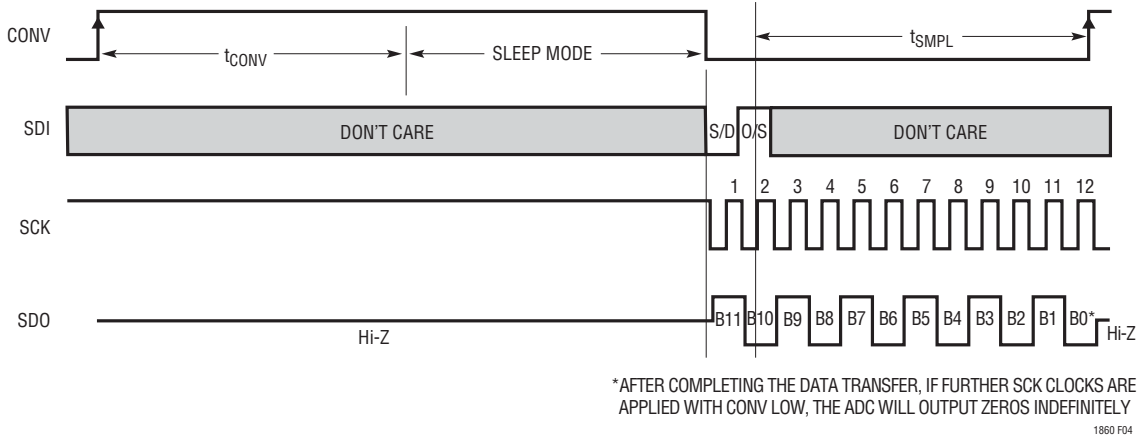 CONV
tCONV
SLEEP MODE
tSMPL
SDI
DON'T CARE
S/D
O/S
DON'T CARE
1 2 3 4 5 6 7 8 9 10 11 12
SCK
SDO
Hi-Z
B11 B10 B9 B8 B7 B6 B5 B4 B3 B2 B1 B0*
Hi-Z
*AFTER COMPLETING THE DATA TRANSFER, IF FURTHER SCK CLOCKS ARE
APPLIED WITH CONV LOW, THE ADC WILL OUTPUT ZEROS INDEFINITELY
1860 F04